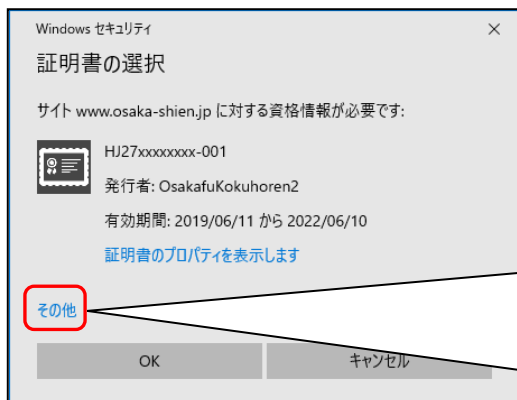 Windows セキュリティ
証明書の選択
サイト www.osaka-shien.jp に対する資格情報が必要です:
HJ27xxxxxxxx-001
発行者: OsakafuKokuhoren2
有効期間: 2019/06/11 から 2022/06/10
証明書のプロパティを表示します
その他
OK
キャンセル